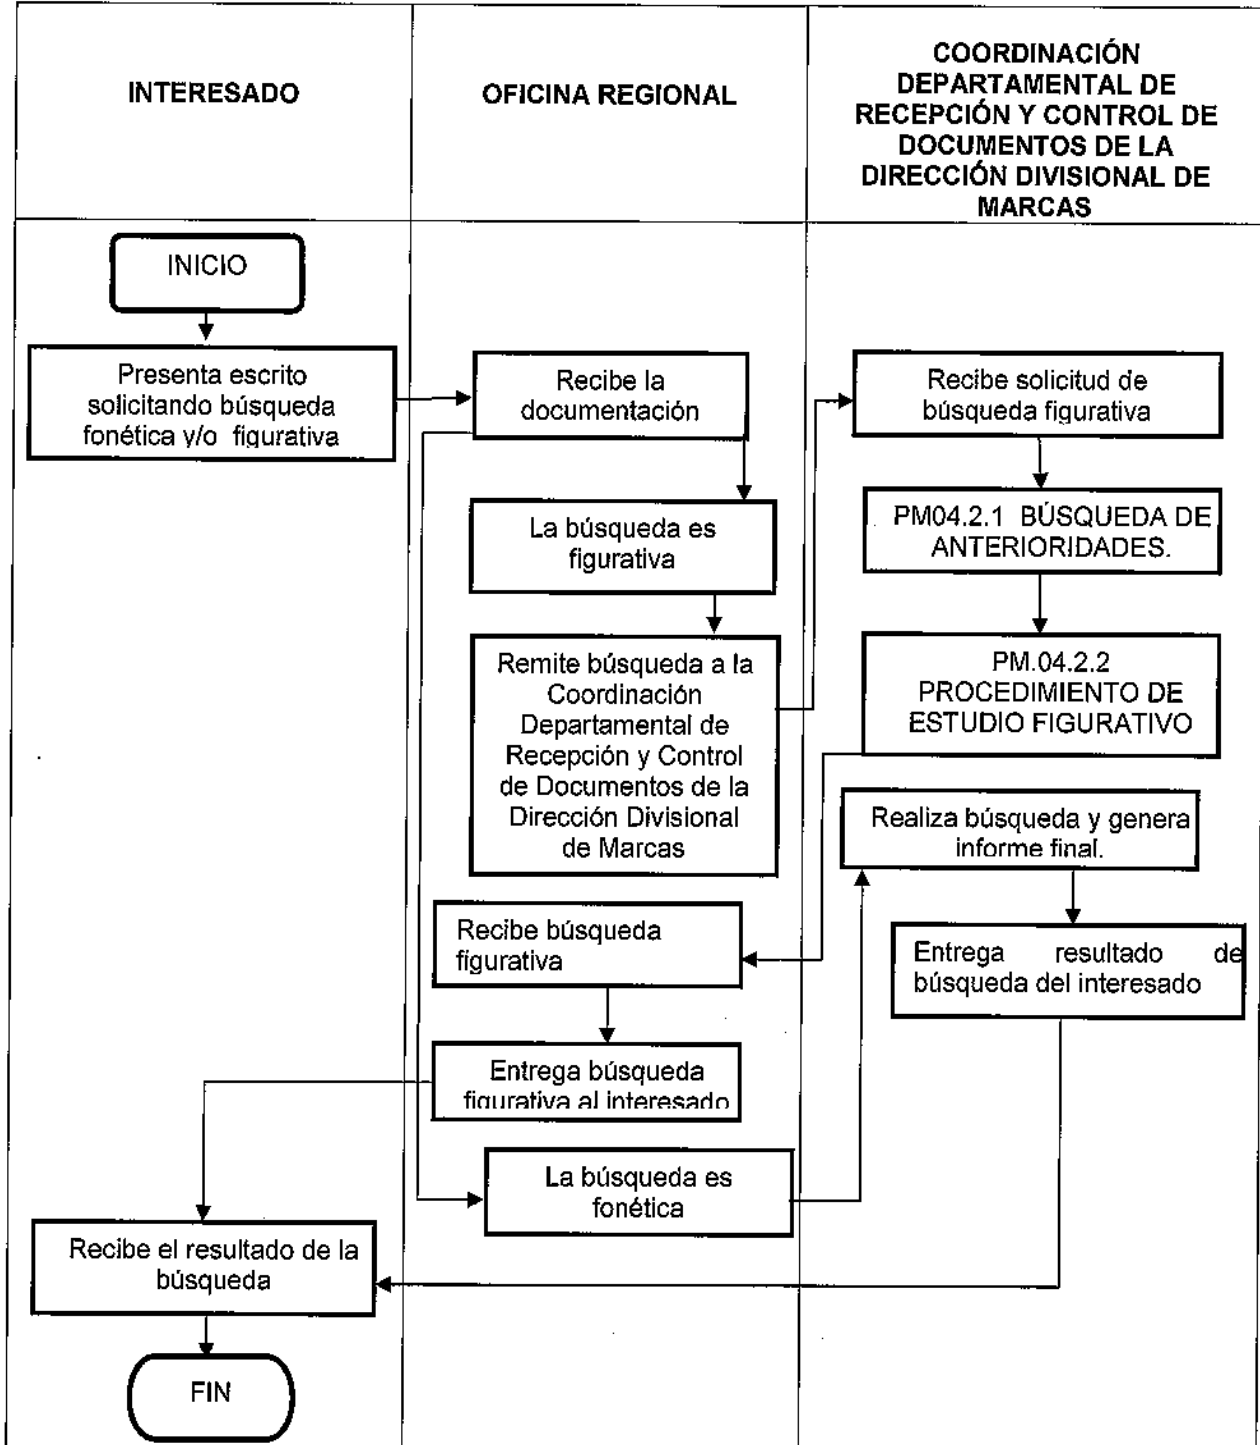 INTERESADO
OFICINA REGIONAL
COORDINACIÓN
DEPARTAMENTAL DE
RECEPCIÓN Y CONTROL DE
DOCUMENTOS DE LA
DIRECCIÓN DIVISIONAL DE
MARCAS
INICIO
Presenta escrito
solicitando búsqueda
fonética y/o figurativa
Recibe la
documentación
Recibe solicitud de
búsqueda figurativa
La búsqueda es
figurativa
PM04.2.1 BÚSQUEDA DE
ANTERIORIDADES.
Remite búsqueda a la
Coordinación
Departamental de
Recepción y Control
de Documentos de la
Dirección Divisional
de Marcas
PM.04.2.2
PROCEDIMIENTO DE
ESTUDIO FIGURATIVO
Realiza búsqueda y genera
informe final.
Recibe búsqueda
figurativa
Entrega resultado de
búsqueda del interesado
Entrega búsqueda
figurativa al interesado
La búsqueda es
fonética
Recibe el resultado de la
búsqueda
FIN